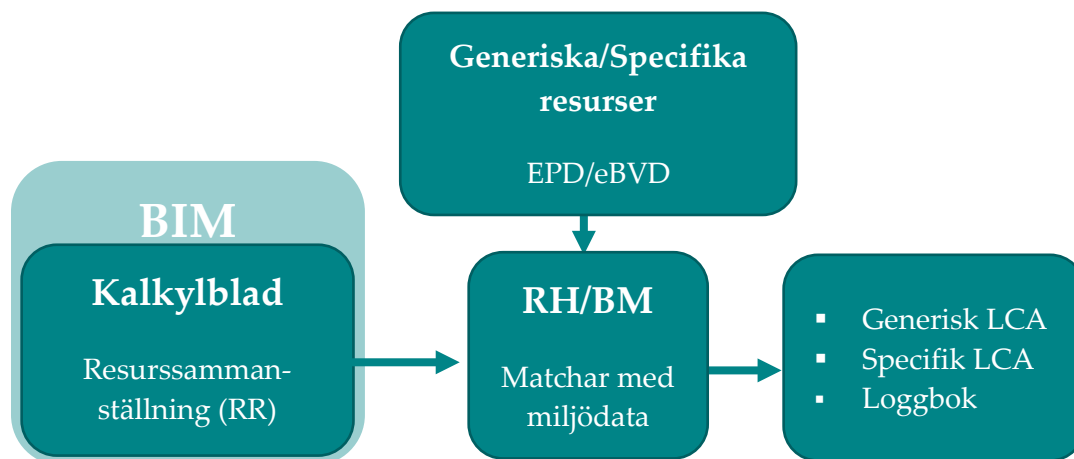 Generiska/Specifika
resurser
EPD/eBVD
BIM
Kalkylblad
Resurssamman-
ställning (RR)
RH/BM
Matchar med
miljödata
▪ Generisk LCA
▪ Specifik LCA
▪ Loggbok